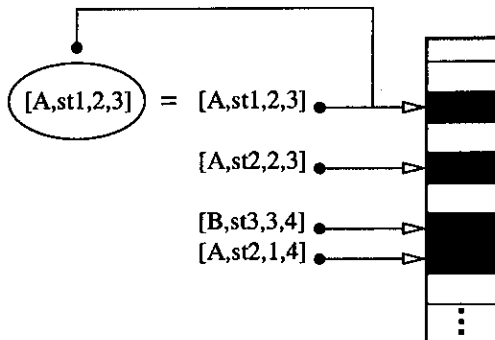 [A,st1,2,3] = [A,st1,2,3]
[A,st2,2,3]
[B,st3,3,4]
[A,st2,1,4]